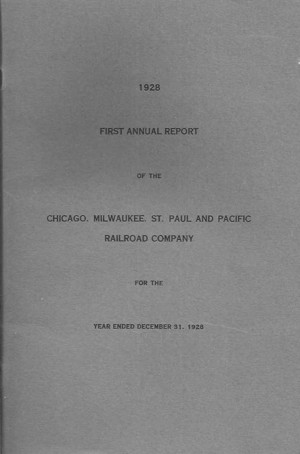 1928
FIRST ANNUAL REPORT
OF THE
CHICAGO, MILWAUKEE, ST. PAUL AND PACIFIC
RAILROAD COMPANY
FOR THE
YEAR ENDED DECEMBER 31, 1928